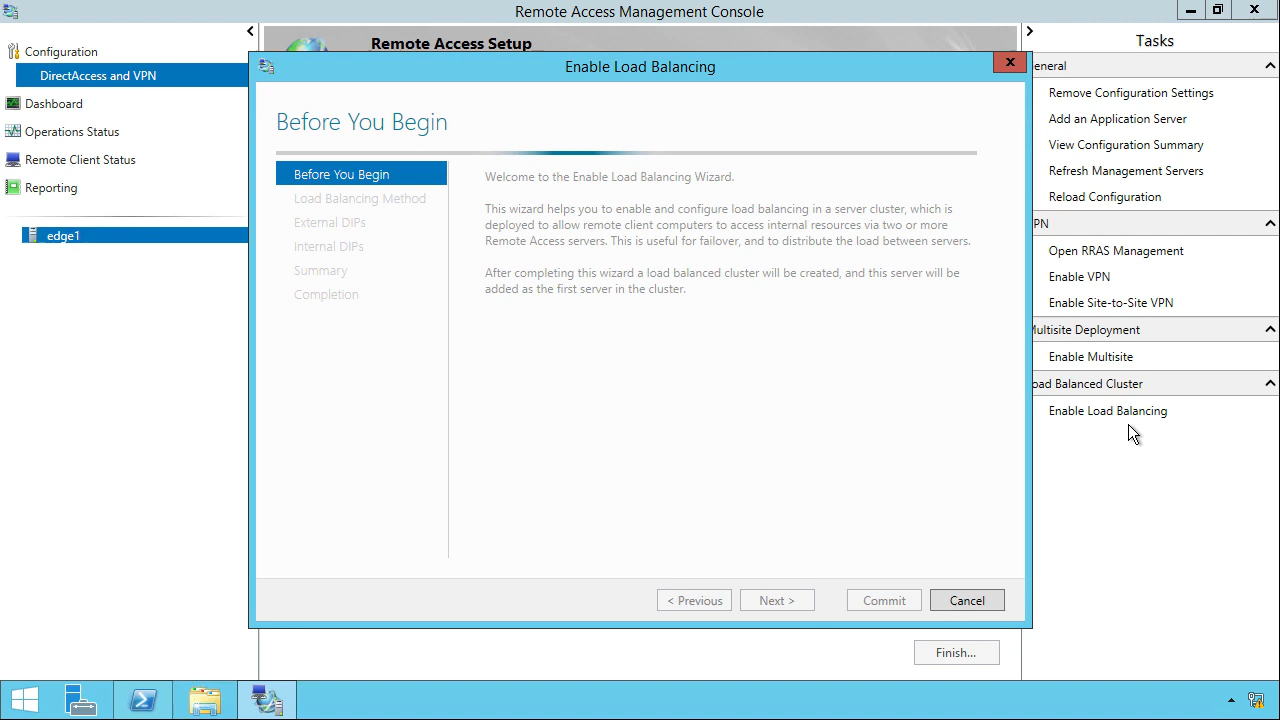 Remote Access Management Console
Configuration
DirectAccess and VPN
Dashboard
Operations Status
Remote Client Status
Reporting
edge1
Remote Access Setup
Enable Load Balancing
Before You Begin
Before You Begin
Load Balancing Method
External DIPs
Internal DIPs
Summary
Completion
Welcome to the Enable Load Balancing Wizard.
This wizard helps you to enable and configure load balancing in a server cluster, which is
deployed to allow remote client computers to access internal resources via two or more
Remote Access servers. This is useful for failover, and to distribute the load between servers.
After completing this wizard a load balanced cluster will be created, and this server will be
added as the first server in the cluster.
< Previous
Next >
Commit
Cancel
Finish...
Tasks
eneral
Remove Configuration Settings
Add an Application Server
View Configuration Summary
Refresh Management Servers
Reload Configuration
PN
Open RRAS Management
Enable VPN
Enable Site-to-Site VPN
Multisite Deployment
Enable Multisite
oad Balanced Cluster
Enable Load Balancing